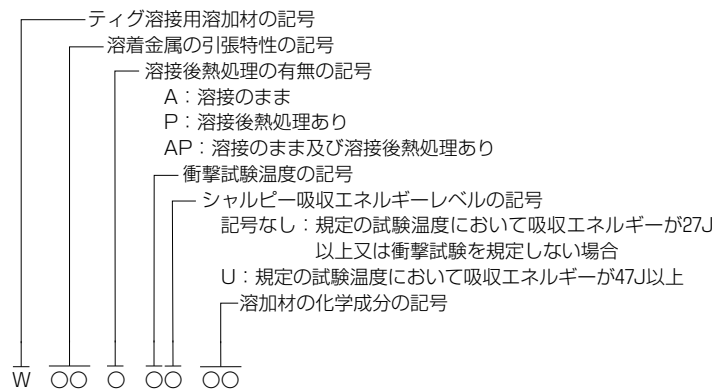 ティグ溶接用溶加材の記号
溶着金属の引張特性の記号
溶接後熱処理の有無の記号
A：溶接のまま
P：溶接後熱処理あり
AP：溶接のまま及び溶接後熱処理あり
衝撃試験温度の記号
シャルピー吸収エネルギーレベルの記号
記号なし：規定の試験温度において吸収エネルギーが27J
以上又は衝撃試験を規定しない場合
U：規定の試験温度において吸収エネルギーが47J以上
溶加材の化学成分の記号
W ○○ ○ ○○ ○○